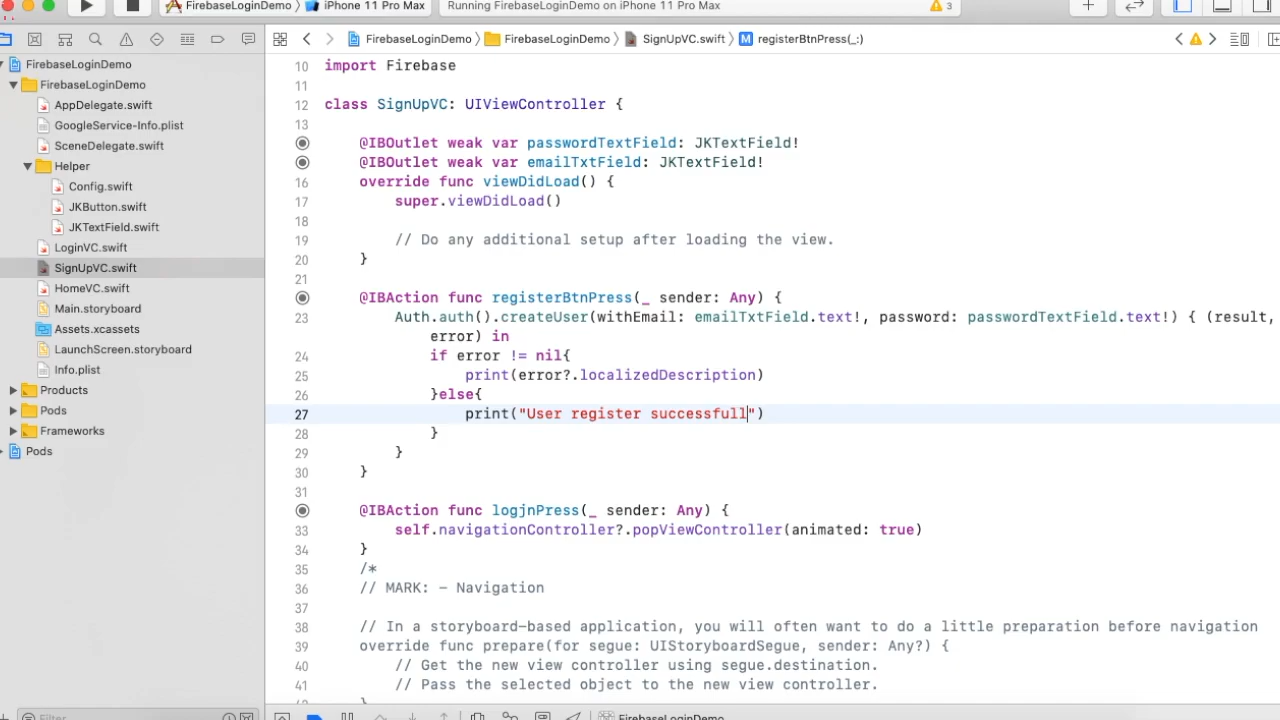 FirebaseLoginDemo 〉 iPhone 11 Pro Max
Running FirebaseLoginDemo on iPhone 11 Pro Max
3
FirebaseLoginDemo 〉 FirebaseLoginDemo 〉 SignUpVC.swift 〉 M registerBtnPress(_:)
FirebaseLoginDemo
FirebaseLoginDemo
AppDelegate.swift
GoogleService-Info.plist
SceneDelegate.swift
Helper
Config.swift
JKButton.swift
JKTextField.swift
LoginVC.swift
SignUpVC.swift
HomeVC.swift
Main.storyboard
Assets.xcassets
LaunchScreen.storyboard
Info.plist
Products
Pods
Frameworks
Pods
Filter
10 import Firebase
11
12 class SignUpVC: UIViewController {
13
@IBOutlet weak var passwordTextField: JKTextField!
@IBOutlet weak var emailTxtField: JKTextField!
16 override func viewDidLoad() {
17 super.viewDidLoad()
18
19 // Do any additional setup after loading the view.
20 }
21
@IBAction func registerBtnPress(_ sender: Any) {
23 Auth.auth().createUser(withEmail: emailTxtField.text!, password: passwordTextField.text!) { (result,
error) in
24 if error != nil{
25 print(error?.localizedDescription)
26 }else{
27 print("User register successfull")
28 }
29 }
30 }
31
@IBAction func logjnPress(_ sender: Any) {
33 self.navigationController?.popViewController(animated: true)
34 }
35 /*
36 // MARK: - Navigation
37
38 // In a storyboard-based application, you will often want to do a little preparation before navigation
39 override func prepare(for segue: UIStoryboardSegue, sender: Any?) {
40 // Get the new view controller using segue.destination.
41 // Pass the selected object to the new view controller.
42 }
FirebaseLoginDemo